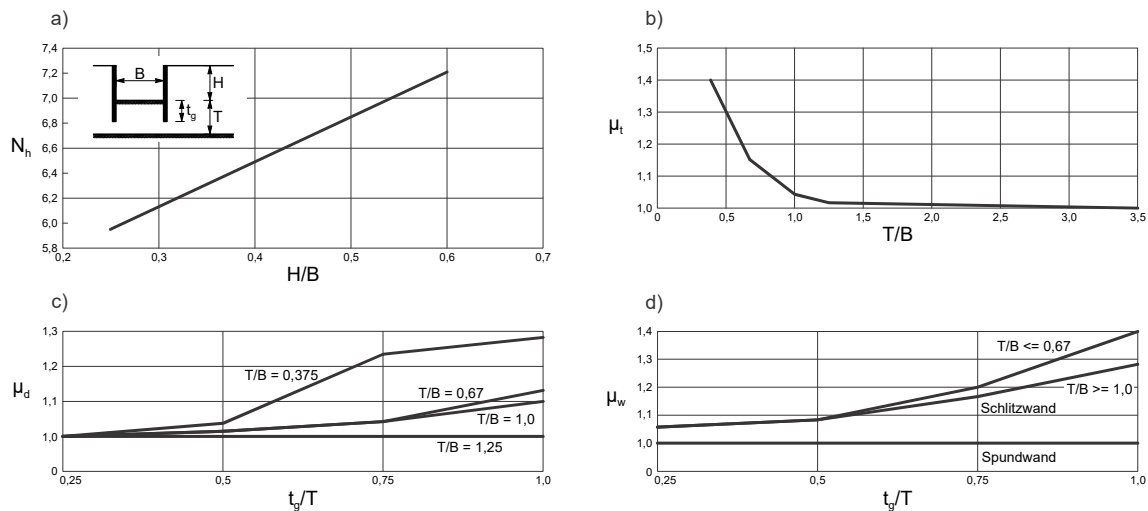 a)
7,4
7,2
7,0
6,6
6,4
6,2
6,0
5,8
N_h
B
H
t_g
T
0,2
0,3
0,4
0,5
0,6
0,7
H/B
b)
1,5
1,4
1,3
1,2
1,1
1,0
μ_t
0
0,5
1,0
1,5
2,0
2,5
3,0
3,5
T/B
c)
1,3
1,2
1,1
1,0
0
μ_d
T/B = 0,375
T/B = 0,67
T/B = 1,0
T/B = 1,25
0,25
0,5
0,75
1,0
t_g/T
d)
1,4
1,3
1,2
1,1
1,0
0
μ_w
T/B <= 0,67
T/B >= 1,0
Schlitzwand
Spundwand
0,25
0,5
0,75
1,0
t_g/T